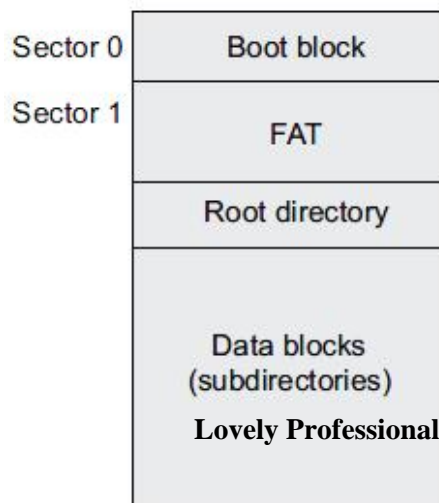 Sector 0
Boot block
Sector 1
FAT
Root directory
Data blocks
(subdirectories)
Lovely Professional